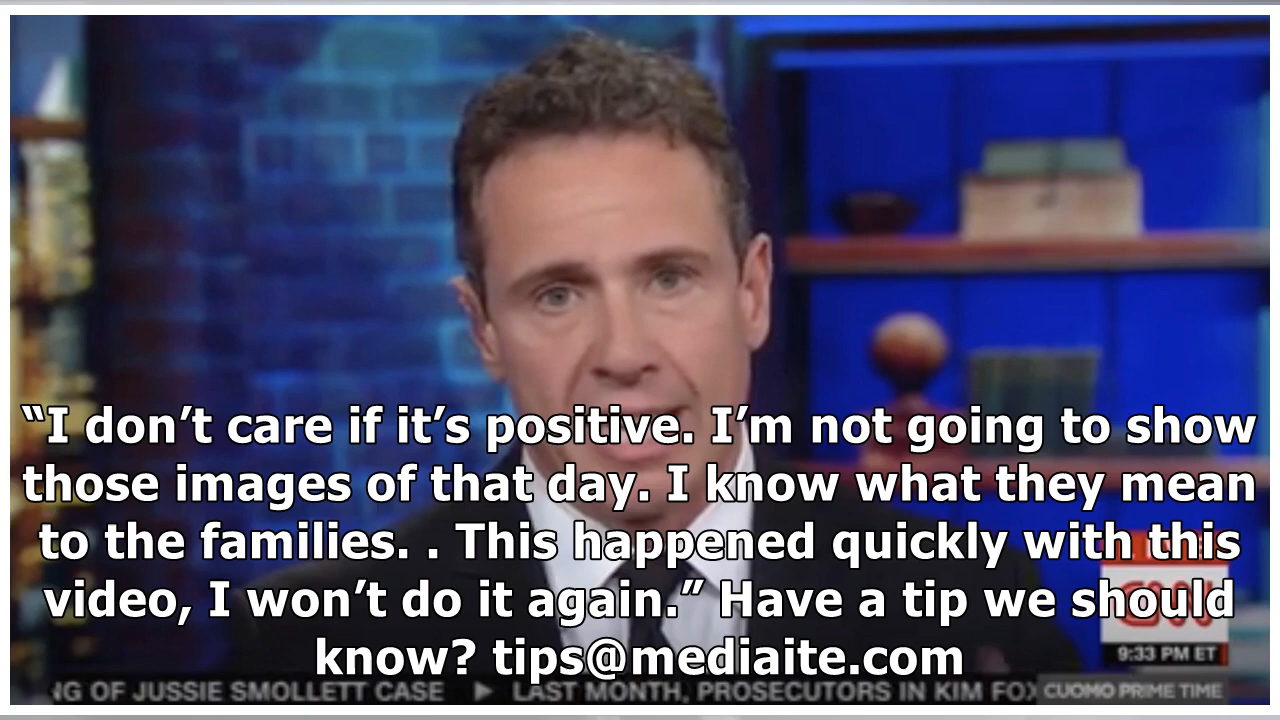 “I don’t care if it’s positive. I’m not going to show
those images of that day. I know what they mean
to the families. . This happened quickly with this
video, I won’t do it again.” Have a tip we should
know? tips@mediaite.com
CNN
9:33 PM ET
OF JUSSIE SMOLLETT CASE ▶ LAST MONTH, PROSECUTORS IN KIM
CUOMO PRIME TIME